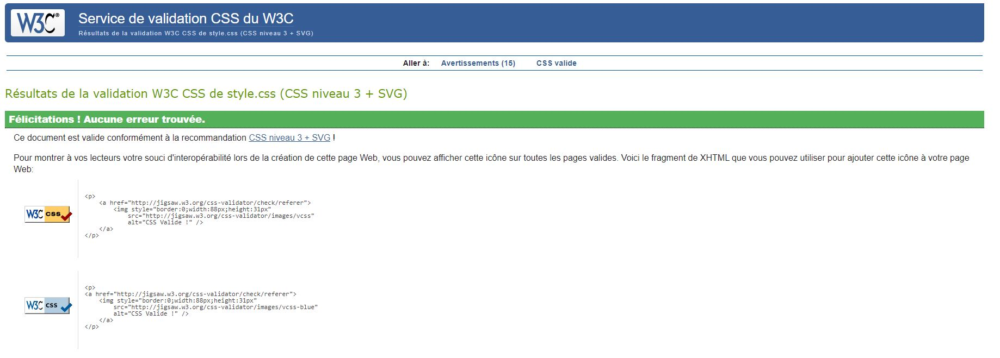 W3C®
Service de validation CSS du W3C
Résultats de la validation W3C CSS de style.css (CSS niveau 3 + SVG)
Aller à: Avertissements (15) CSS valide
Résultats de la validation W3C CSS de style.css (CSS niveau 3 + SVG)
Félicitations ! Aucune erreur trouvée.
Ce document est valide conformément à la recommandation CSS niveau 3 + SVG !
Pour montrer à vos lecteurs votre souci d'interopérabilité lors de la création de cette page Web, vous pouvez afficher cette icône sur toutes les pages valides. Voici le fragment de XHTML que vous pouvez utiliser pour ajouter cette icône à votre page
Web:
W3C css
<p>
    <a href="http://jigsaw.w3.org/css-validator/check/referer">
        <img style="border:0;width:88px;height:31px"
            src="http://jigsaw.w3.org/css-validator/images/vcss"
            alt="CSS Valide !" />
    </a>
</p>
W3C css
<p>
<a href="http://jigsaw.w3.org/css-validator/check/referer">
    <img style="border:0;width:88px;height:31px"
        src="http://jigsaw.w3.org/css-validator/images/vcss-blue"
        alt="CSS Valide !" />
    </a>
</p>